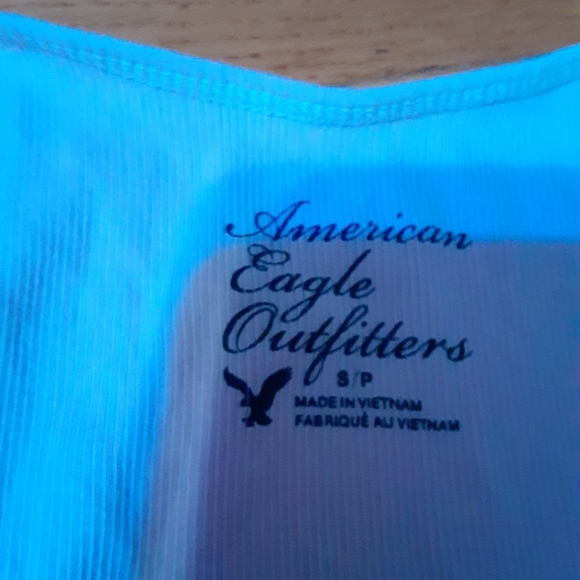 American
Eagle
Outfitters
S/P
MADE IN VIETNAM
FABRIQUÉ AU VIETNAM